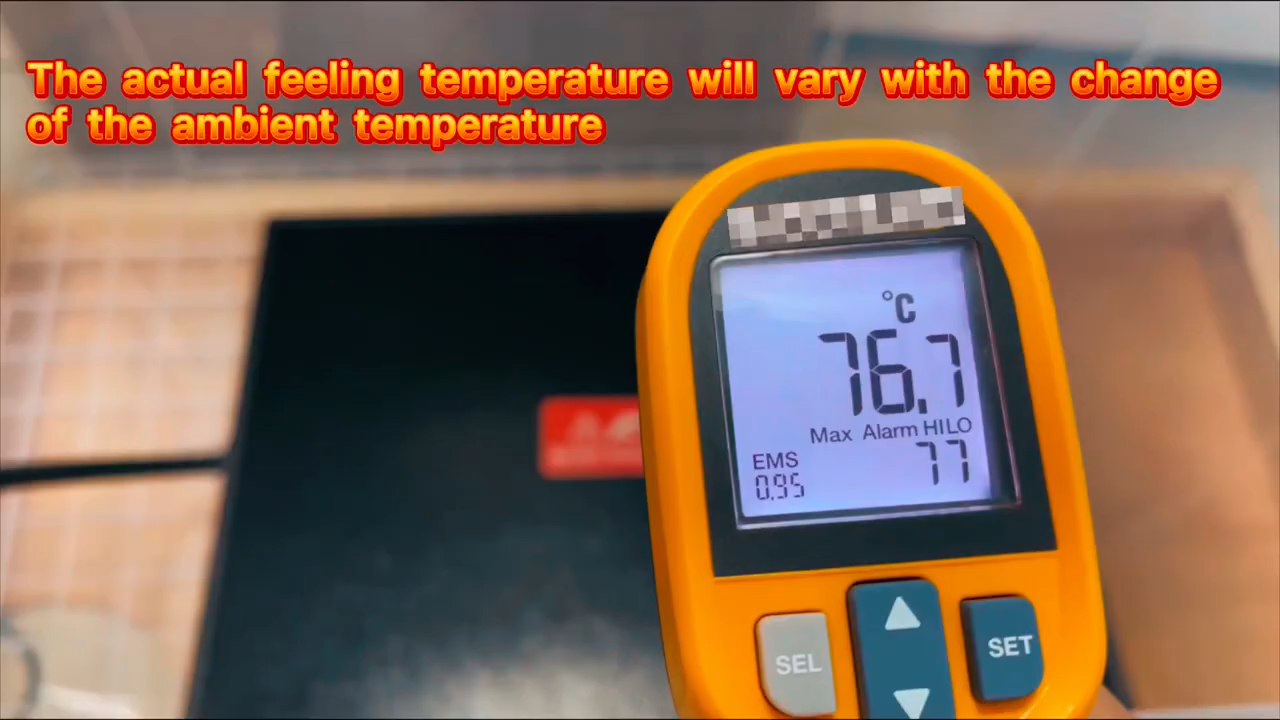 The actual feeling temperature will vary with the change
of the ambient temperature
°C
76.7
Max Alarm HILO
EMS 77
0.95
SEL
SET